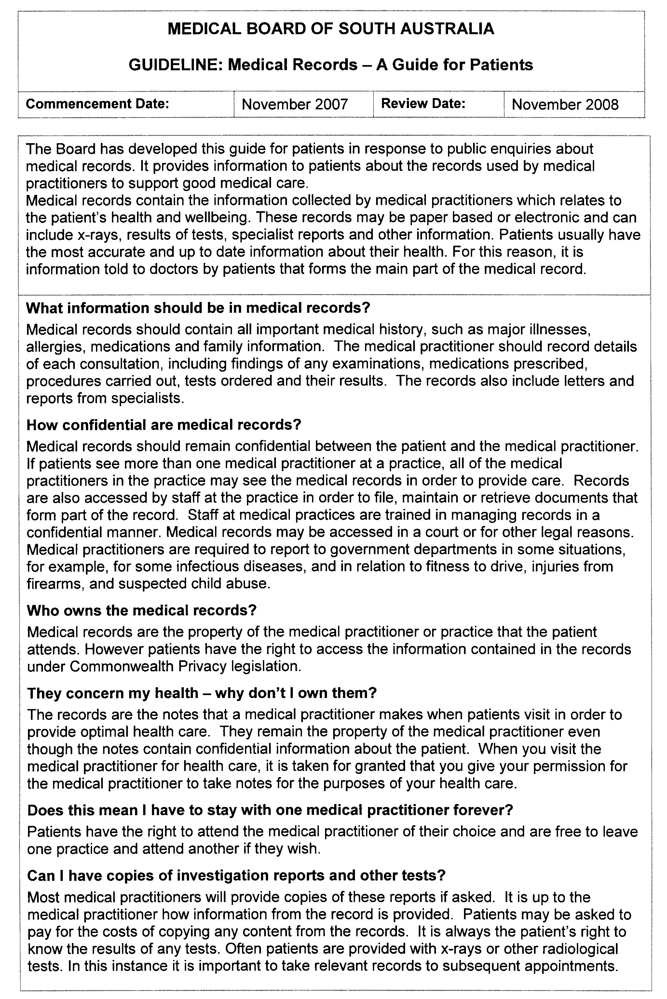 MEDICAL BOARD OF SOUTH AUSTRALIA
GUIDELINE: Medical Records – A Guide for Patients
Commencement Date: November 2007 Review Date: November 2008
The Board has developed this guide for patients in response to public enquiries about
medical records. It provides information to patients about the records used by medical
practitioners to support good medical care.
Medical records contain the information collected by medical practitioners which relates to
the patient's health and wellbeing. These records may be paper based or electronic and can
include x-rays, results of tests, specialist reports and other information. Patients usually have
the most accurate and up to date information about their health. For this reason, it is
information told to doctors by patients that forms the main part of the medical record.
What information should be in medical records?
Medical records should contain all important medical history, such as major illnesses,
allergies, medications and family information. The medical practitioner should record details
of each consultation, including findings of any examinations, medications prescribed,
procedures carried out, tests ordered and their results. The records also include letters and
reports from specialists.
How confidential are medical records?
Medical records should remain confidential between the patient and the medical practitioner.
If patients see more than one medical practitioner at a practice, all of the medical
practitioners in the practice may see the medical records in order to provide care. Records
are also accessed by staff at the practice in order to file, maintain or retrieve documents that
form part of the record. Staff at medical practices are trained in managing records in a
confidential manner. Medical records may be accessed in a court or for other legal reasons.
Medical practitioners are required to report to government departments in some situations,
for example, for some infectious diseases, and in relation to fitness to drive, injuries from
firearms, and suspected child abuse.
Who owns the medical records?
Medical records are the property of the medical practitioner or practice that the patient
attends. However patients have the right to access the information contained in the records
under Commonwealth Privacy legislation.
They concern my health – why don't I own them?
The records are the notes that a medical practitioner makes when patients visit in order to
provide optimal health care. They remain the property of the medical practitioner even
though the notes contain confidential information about the patient. When you visit the
medical practitioner for health care, it is taken for granted that you give your permission for
the medical practitioner to take notes for the purposes of your health care.
Does this mean I have to stay with one medical practitioner forever?
Patients have the right to attend the medical practitioner of their choice and are free to leave
one practice and attend another if they wish.
Can I have copies of investigation reports and other tests?
Most medical practitioners will provide copies of these reports if asked. It is up to the
medical practitioner how information from the record is provided. Patients may be asked to
pay for the costs of copying any content from the records. It is always the patient's right to
know the results of any tests. Often patients are provided with x-rays or other radiological
tests. In this instance it is important to take relevant records to subsequent appointments.